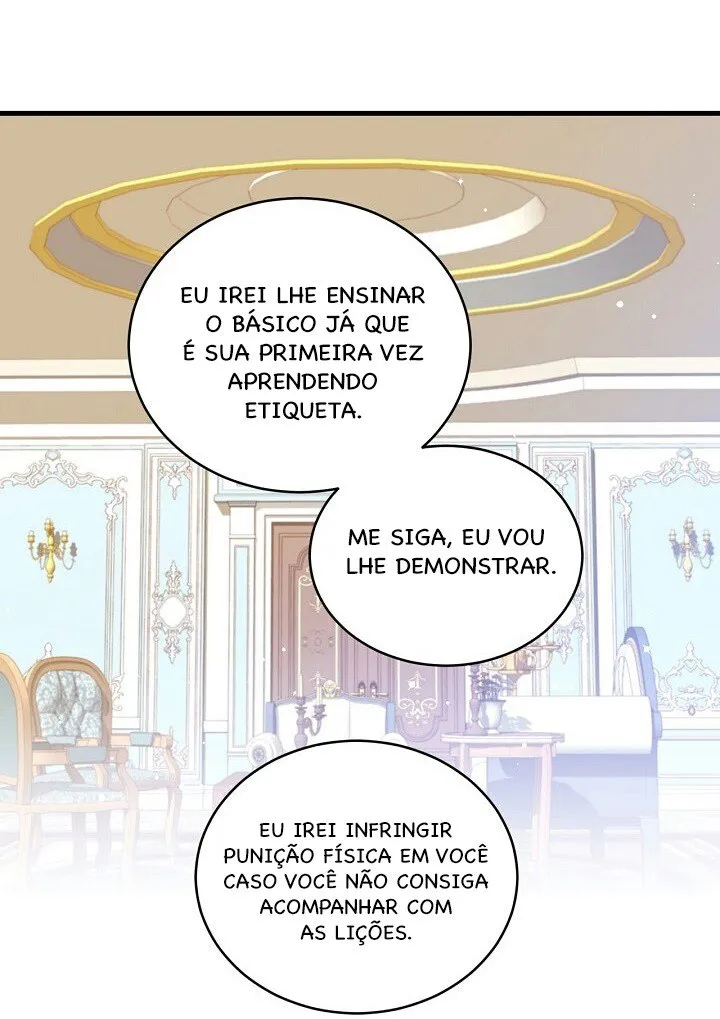 EU IREI LHE ENSINAR
O BÁSICO JÁ QUE
É SUA PRIMEIRA VEZ
APRENDENDO
ETIQUETA.
ME SIGA, EU VOU
LHE DEMONSTRAR.
EU IREI INFRINGIR
PUNIÇÃO FÍSICA EM VOCÊ
CASO VOCÊ NÃO CONSIGA
ACOMPANHAR COM
AS LIÇÕES.